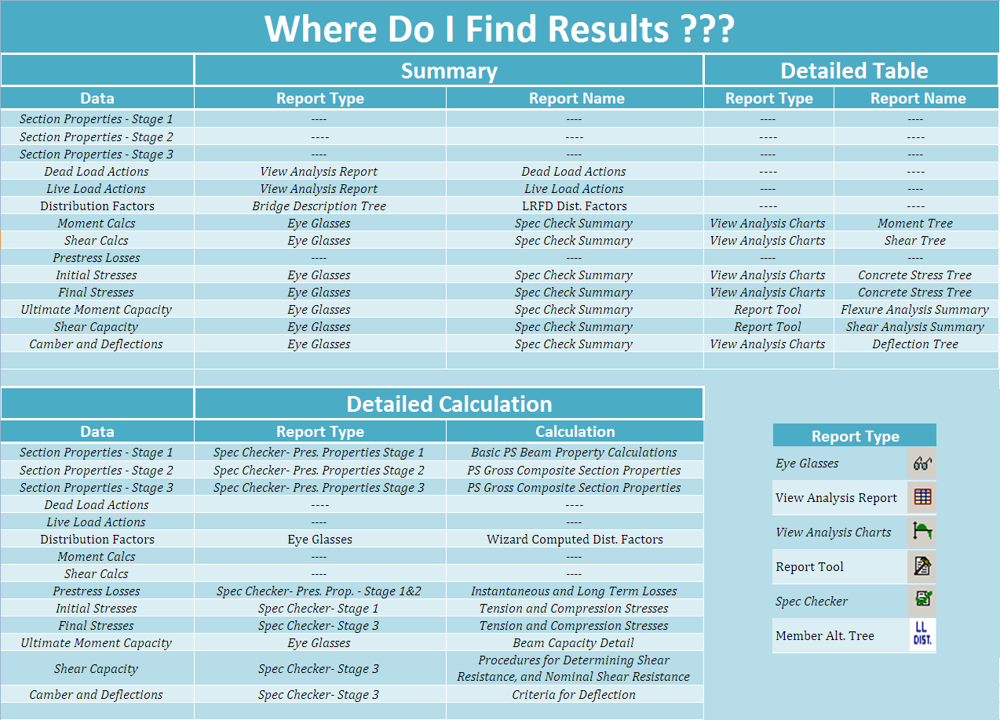 Where Do I Find Results ???
Summary Detailed Table
Data Report Type Report Name Report Type Report Name
Section Properties - Stage 1 ---- ---- ---- ----
Section Properties - Stage 2 ---- ---- ---- ----
Section Properties - Stage 3 ---- ---- ---- ----
Dead Load Actions View Analysis Report Dead Load Actions ---- ----
Live Load Actions View Analysis Report Live Load Actions ---- ----
Distribution Factors Bridge Description Tree LRFD Dist. Factors ---- ----
Moment Calcs Eye Glasses Spec Check Summary View Analysis Charts Moment Tree
Shear Calcs Eye Glasses Spec Check Summary View Analysis Charts Shear Tree
Prestress Losses ---- ---- ---- ----
Initial Stresses Eye Glasses Spec Check Summary View Analysis Charts Concrete Stress Tree
Final Stresses Eye Glasses Spec Check Summary View Analysis Charts Concrete Stress Tree
Ultimate Moment Capacity Eye Glasses Spec Check Summary Report Tool Flexure Analysis Summary
Shear Capacity Eye Glasses Spec Check Summary Report Tool Shear Analysis Summary
Camber and Deflections Eye Glasses Spec Check Summary View Analysis Charts Deflection Tree
Detailed Calculation
Data Report Type Calculation
Section Properties - Stage 1 Spec Checker- Pres. Properties Stage 1 Basic PS Beam Property Calculations
Section Properties - Stage 2 Spec Checker- Pres. Properties Stage 2 PS Gross Composite Section Properties
Section Properties - Stage 3 Spec Checker- Pres. Properties Stage 3 PS Gross Composite Section Properties
Dead Load Actions ---- ----
Live Load Actions ---- ----
Distribution Factors Eye Glasses Wizard Computed Dist. Factors
Moment Calcs ---- ----
Shear Calcs ---- ----
Prestress Losses Spec Checker- Pres. Prop. - Stage 1&2 Instantaneous and Long Term Losses
Initial Stresses Spec Checker- Stage 1 Tension and Compression Stresses
Final Stresses Spec Checker- Stage 3 Tension and Compression Stresses
Ultimate Moment Capacity Eye Glasses Beam Capacity Detail
Shear Capacity Spec Checker- Stage 3 Procedures for Determining Shear
Resistance, and Nominal Shear Resistance
Camber and Deflections Spec Checker- Stage 3 Criteria for Deflection
Report Type
Eye Glasses
View Analysis Report
View Analysis Charts
Report Tool
Spec Checker
Member Alt. Tree LL
DIST.